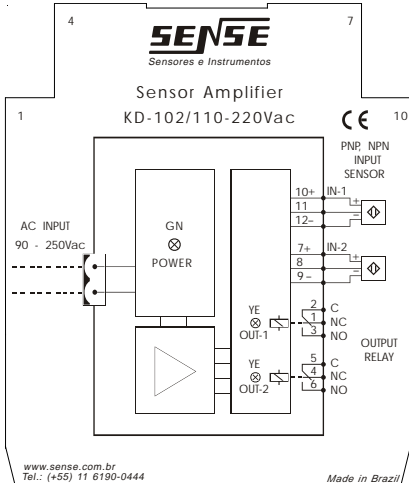 4
7
SENSE
Sensores e Instrumentos
Sensor Amplifier
1
KD-102/110-220Vac
CE
10
PNP, NPN
INPUT
SENSOR
10+ IN-1
11
12–
+
–
AC INPUT
90 - 250Vac
GN
POWER
7+ IN-2
8
9 –
+
–
YE
OUT-1
2 C
1 NC
3 NO
OUTPUT
RELAY
YE
OUT-2
5 C
4 NC
6 NO
www.sense.com.br
Tel.: (+55) 11 6190-0444
Made in Brazil